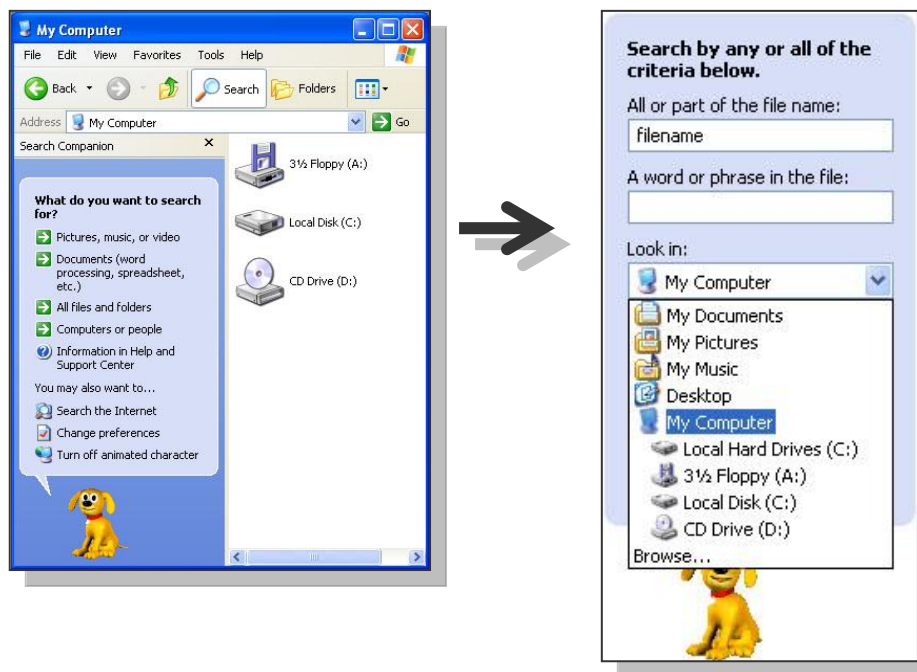 My Computer
File Edit View Favorites Tools Help
Back Search Folders
Address My Computer Go
Search Companion
What do you want to search
for?
Pictures, music, or video
Documents (word
processing, spreadsheet,
etc.)
All files and folders
Computers or people
Information in Help and
Support Center
You may also want to...
Search the Internet
Change preferences
Turn off animated character
3½ Floppy (A:)
Local Disk (C:)
CD Drive (D:)
Search by any or all of the
criteria below.
All or part of the file name:
filename
A word or phrase in the file:
Look in:
My Computer
My Documents
My Pictures
My Music
Desktop
My Computer
Local Hard Drives (C:)
3½ Floppy (A:)
Local Disk (C:)
CD Drive (D:)
Browse...